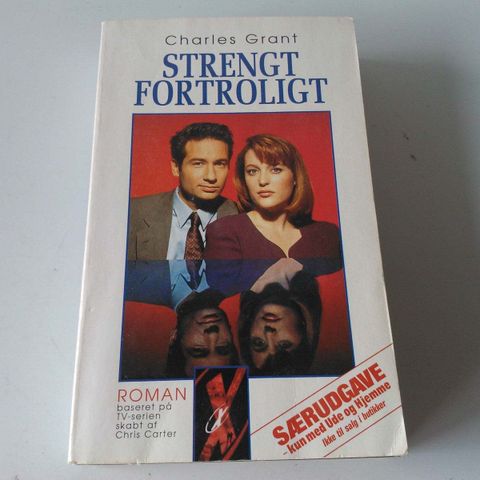 Charles Grant
STRENGT
FORTROLIGT
ROMAN
baseret på
TV-serien
skabt af
Chris Carter
X
SÆRUDGAVE
- kun med Ude og Hjemme
Ikke til salg i butikker